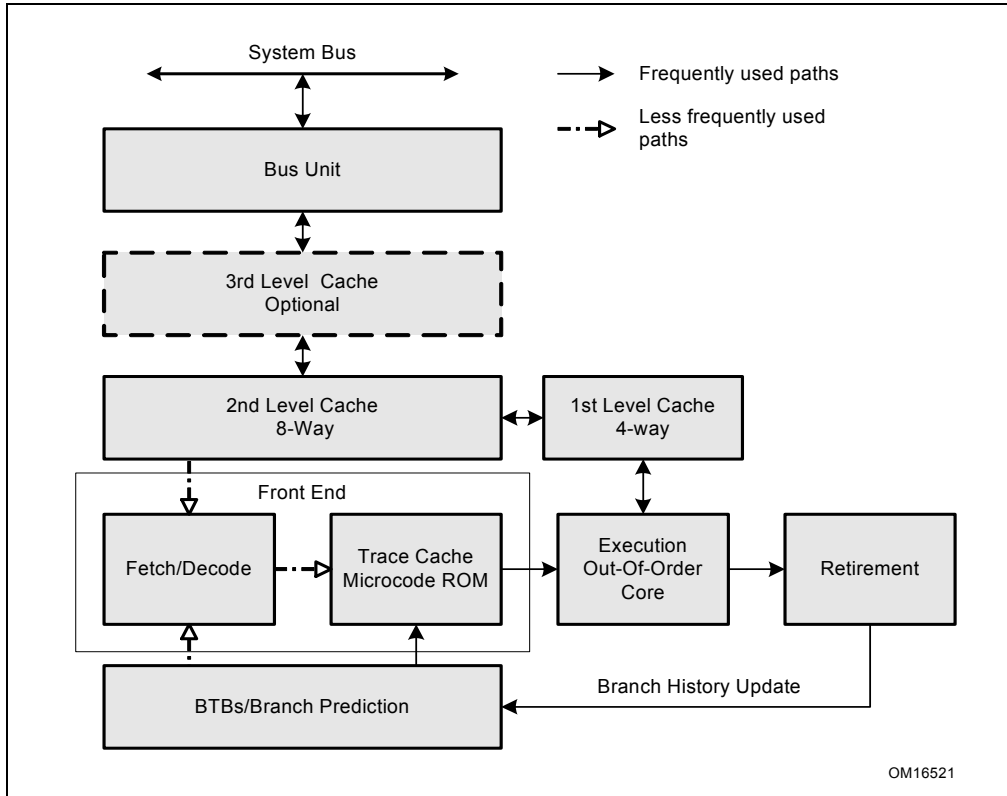 System Bus
Frequently used paths
Less frequently used
paths
Bus Unit
3rd Level Cache
Optional
2nd Level Cache
8-Way
1st Level Cache
4-way
Front End
Fetch/Decode
Trace Cache
Microcode ROM
Execution
Out-Of-Order
Core
Retirement
BTBs/Branch Prediction
Branch History Update
OM16521